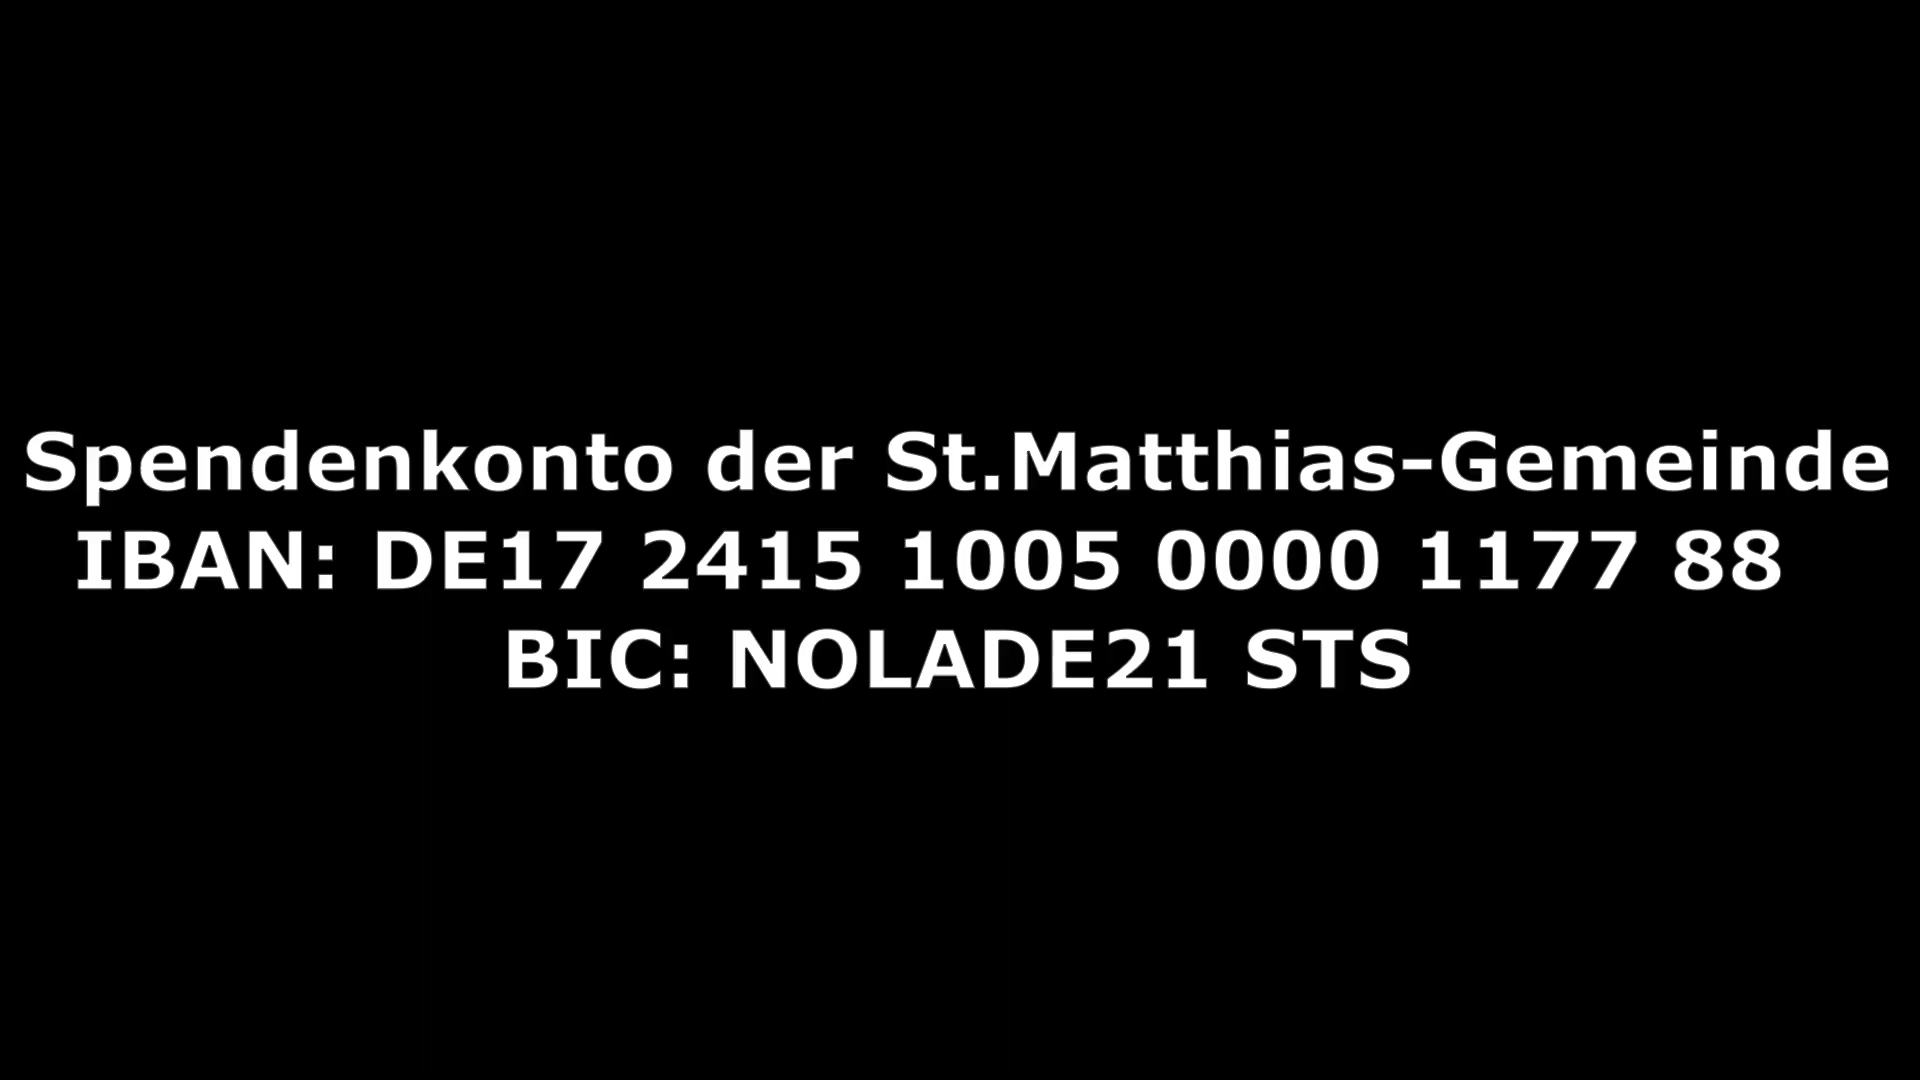 Spendenkonto der St.Matthias-Gemeinde
IBAN: DE17 2415 1005 0000 1177 88
BIC: NOLADE21 STS